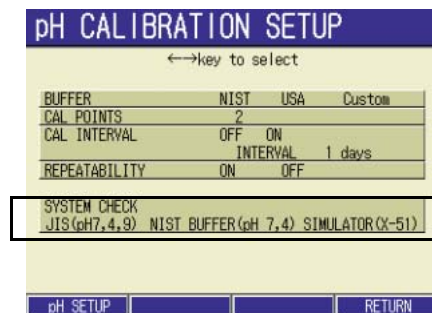 pH CALIBRATION SETUP
←→key to select
BUFFER NIST USA Custom
CAL POINTS 2
CAL INTERVAL OFF ON
INTERVAL 1 days
REPEATABILITY ON OFF
SYSTEM CHECK
JIS(pH7,4,9) NIST BUFFER(pH 7,4) SIMULATOR(X-51)
pH SETUP RETURN